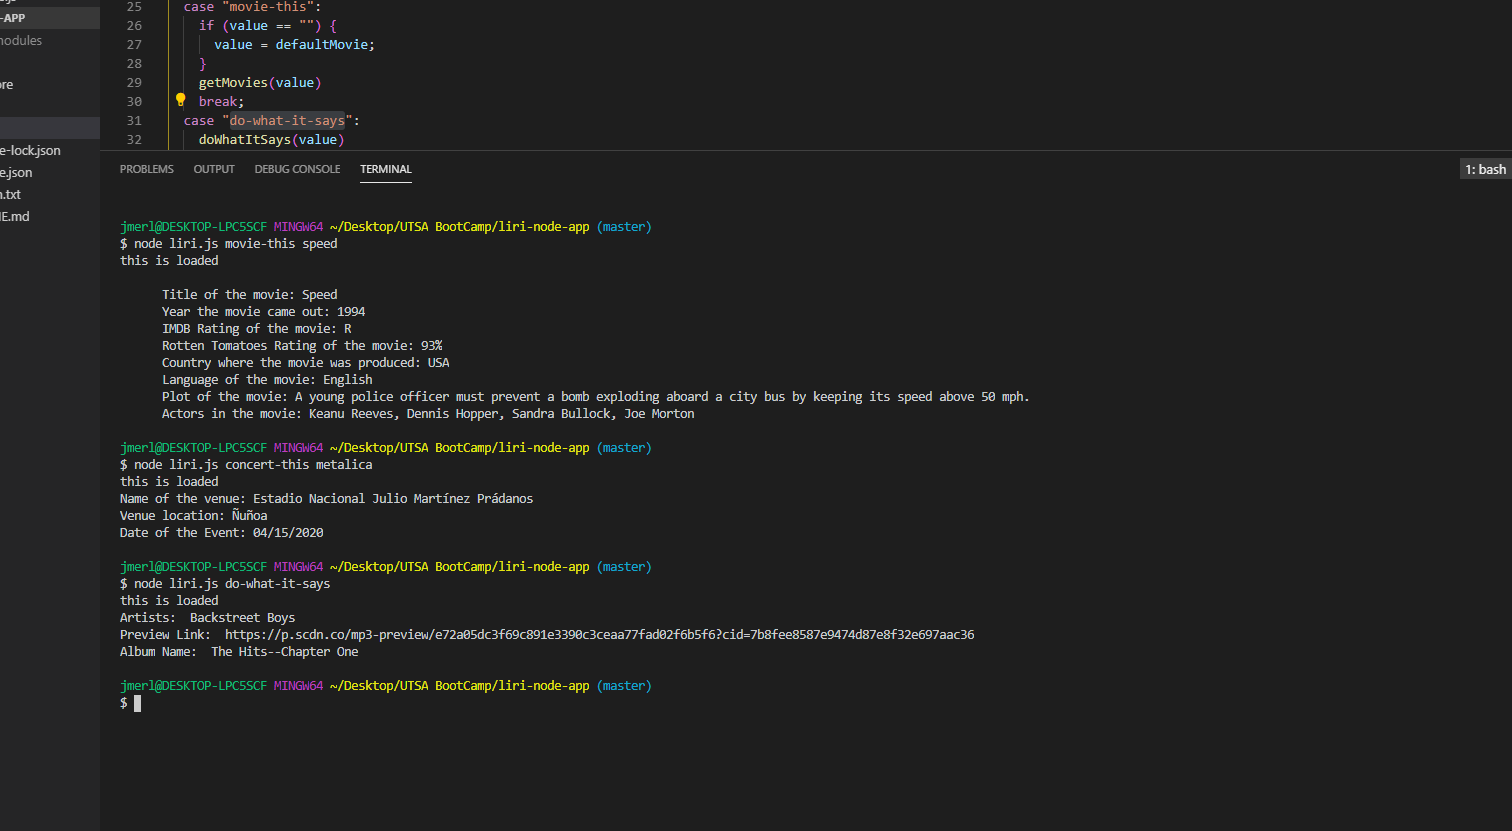 -APP
modules
ore
e-lock.json
e.json
n.txt
IE.md
25 case "movie-this":
26 if (value == "") {
27 value = defaultMovie;
28 }
29 getMovies(value)
30 break;
31 case "do-what-it-says":
32 doWhatItSays(value)
PROBLEMS OUTPUT DEBUG CONSOLE TERMINAL 1: bash
jmerl@DESKTOP-LPC5SCF MINGW64 ~/Desktop/UTSA BootCamp/liri-node-app (master)
$ node liri.js movie-this speed
this is loaded
Title of the movie: Speed
Year the movie came out: 1994
IMDB Rating of the movie: R
Rotten Tomatoes Rating of the movie: 93%
Country where the movie was produced: USA
Language of the movie: English
Plot of the movie: A young police officer must prevent a bomb exploding aboard a city bus by keeping its speed above 50 mph.
Actors in the movie: Keanu Reeves, Dennis Hopper, Sandra Bullock, Joe Morton
jmerl@DESKTOP-LPC5SCF MINGW64 ~/Desktop/UTSA BootCamp/liri-node-app (master)
$ node liri.js concert-this metalica
this is loaded
Name of the venue: Estadio Nacional Julio Martínez Prádanos
Venue location: Ñuñoa
Date of the Event: 04/15/2020
jmerl@DESKTOP-LPC5SCF MINGW64 ~/Desktop/UTSA BootCamp/liri-node-app (master)
$ node liri.js do-what-it-says
this is loaded
Artists:  Backstreet Boys
Preview Link:  https://p.scdn.co/mp3-preview/e72a05dc3f69c891e3390c3ceaa77fad02f6b5f6?cid=7b8fee8587e9474d87e8f32e697aac36
Album Name:  The Hits--Chapter One
jmerl@DESKTOP-LPC5SCF MINGW64 ~/Desktop/UTSA BootCamp/liri-node-app (master)
$